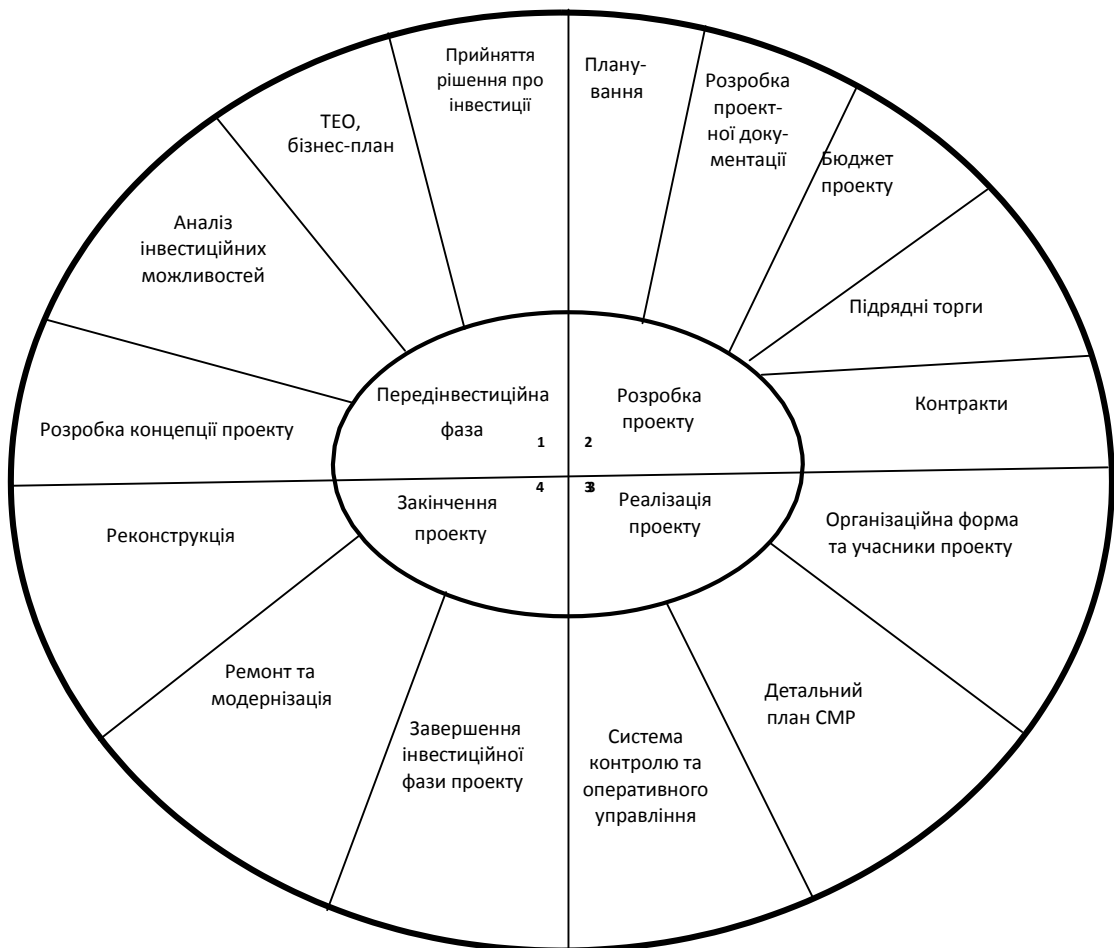 Прийняття
рішення про
інвестиції
Плану-
вання
Розробка
проект-
ної доку-
ментації
ТЕО,
бізнес-план
Бюджет
проекту
Аналіз
інвестиційних
можливостей
Підрядні торги
Передінвестиційна
фаза
1
2
Розробка
проекту
Контракти
Розробка концепції проекту
4
3
Закінчення
проекту
Реалізація
проекту
Реконструкція
Організаційна форма
та учасники проекту
Ремонт та
модернізація
Детальний
план СМР
Завершення
інвестиційної
фази проекту
Система
контролю та
оперативного
управління